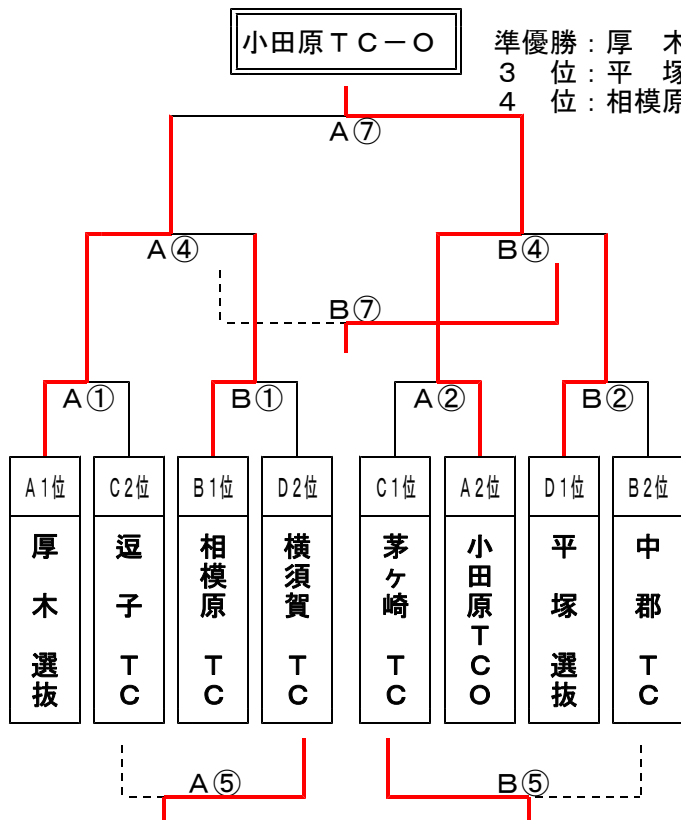 小田原ＴＣ－Ｏ
準優勝：厚　木
３　位：平　塚
４　位：相模原
Ａ⑦
Ａ④
Ｂ④
Ｂ⑦
Ａ①
Ｂ①
Ａ②
Ｂ②
A1位
C2位
B1位
D2位
C1位
A2位
D1位
B2位
厚木選抜
逗子ＴＣ
相模原ＴＣ
横須賀ＴＣ
茅ヶ崎ＴＣ
小田原ＴＣＯ
平塚選抜
中郡ＴＣ
Ａ⑤
Ｂ⑤